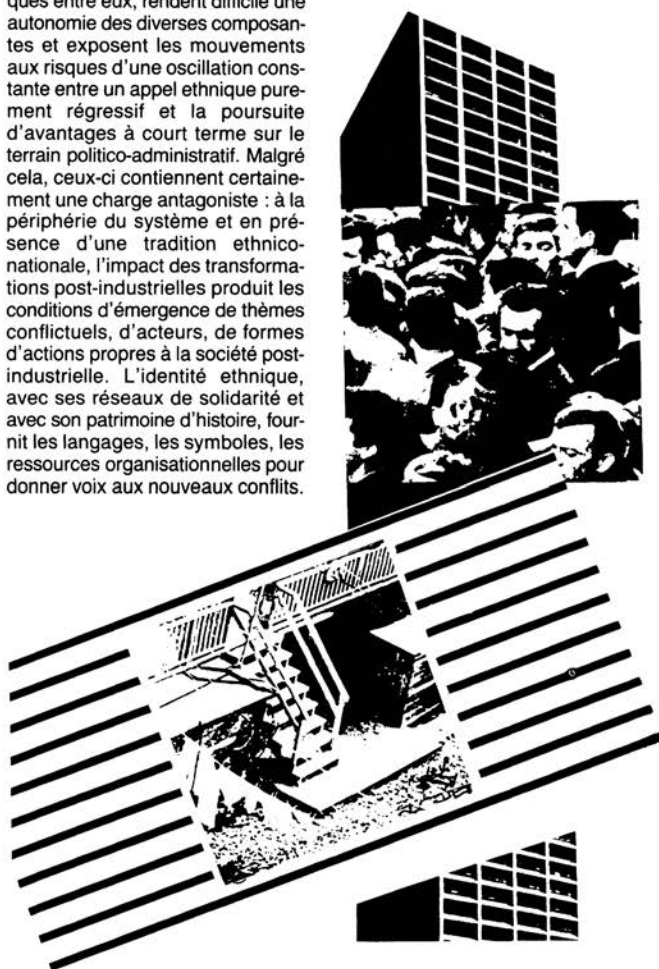 ques entre eux, rendent difficile une
autonomie des diverses composan-
tes et exposent les mouvements
aux risques d'une oscillation cons-
tante entre un appel ethnique pure-
ment régressif et la poursuite
d'avantages à court terme sur le
terrain politico-administratif. Malgré
cela, ceux-ci contiennent certaine-
ment une charge antagoniste : à la
périphérie du système et en pré-
sence d'une tradition ethnico-
nationale, l'impact des transforma-
tions post-industrielles produit les
conditions d'émergence de thèmes
conflictuels, d'acteurs, de formes
d'actions propres à la société post-
industrielle. L'identité ethnique,
avec ses réseaux de solidarité et
avec son patrimoine d'histoire, four-
nit les langages, les symboles, les
ressources organisationnelles pour
donner voix aux nouveaux conflits.